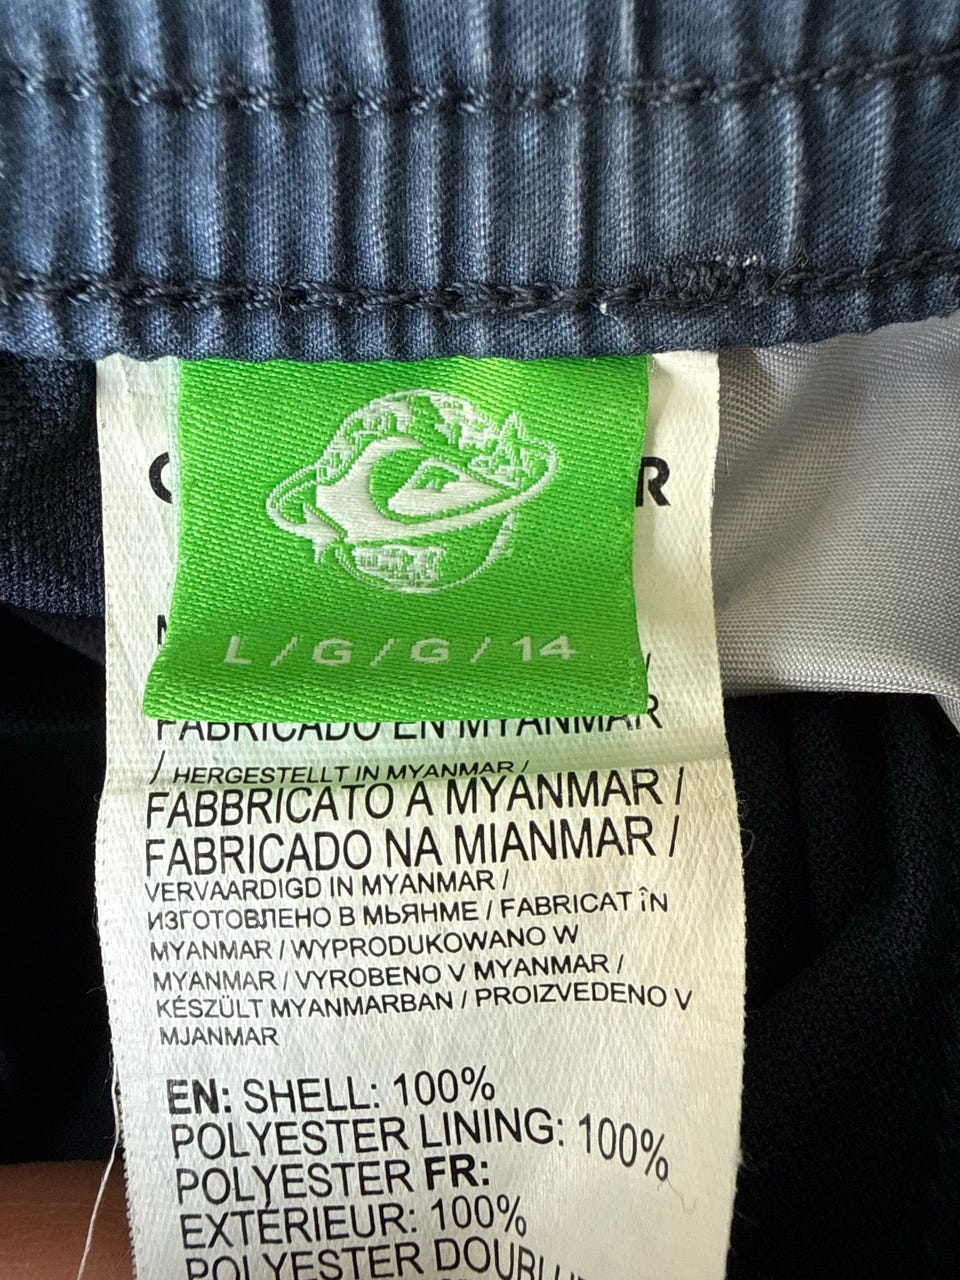 L / G / G / 14
FABRICADO EN MYANMAR
/ HERGESTELLT IN MYANMAR /
FABBRICATO A MYANMAR /
FABRICADO NA MIANMAR /
VERVAARDIGD IN MYANMAR /
ИЗГОТОВЛЕНО В МЬЯНМЕ / FABRICAT ÎN
MYANMAR / WYPRODUKOWANO W
MYANMAR / VYROBENO V MYANMAR /
KÉSZÜLT MYANMARBAN / PROIZVEDENO V
MJANMAR
EN: SHELL: 100%
POLYESTER LINING: 100%
POLYESTER FR:
EXTÉRIEUR: 100%
POLYESTER